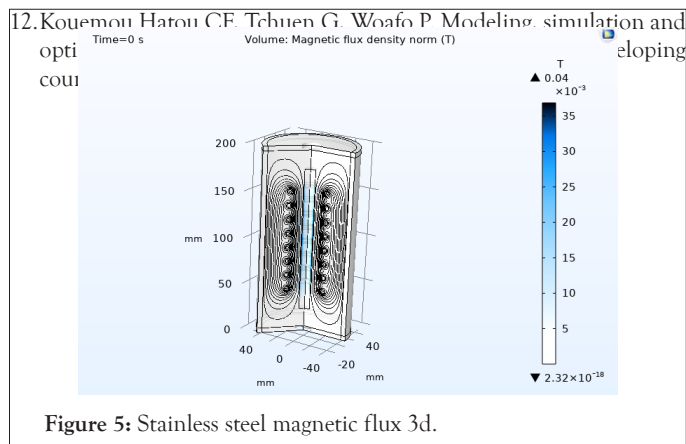 12. Kouemou Hatou CF, Tchuen G, Woafo P. Modeling, simulation and
opti eloping
cour
Time=0 s Volume: Magnetic flux density norm (T)
T
▲ 0.04
×10⁻³
35
30
25
20
15
10
5
▼ 2.32×10⁻¹⁸
200
150
mm 100
50
0
40 0 -40 -20 40
mm mm
Figure 5: Stainless steel magnetic flux 3d.